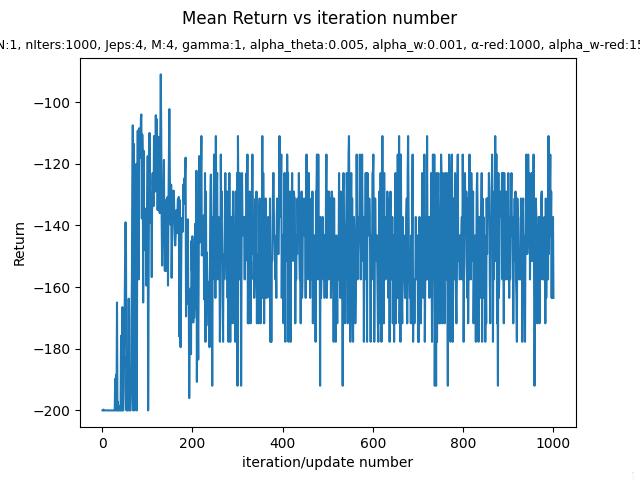 Mean Return vs iteration number
N:1, nIters:1000, Jeps:4, M:4, gamma:1, alpha_theta:0.005, alpha_w:0.001, α-red:1000, alpha_w-red:15
Return
−100
−120
−140
−160
−180
−200
0 200 400 600 800 1000
iteration/update number